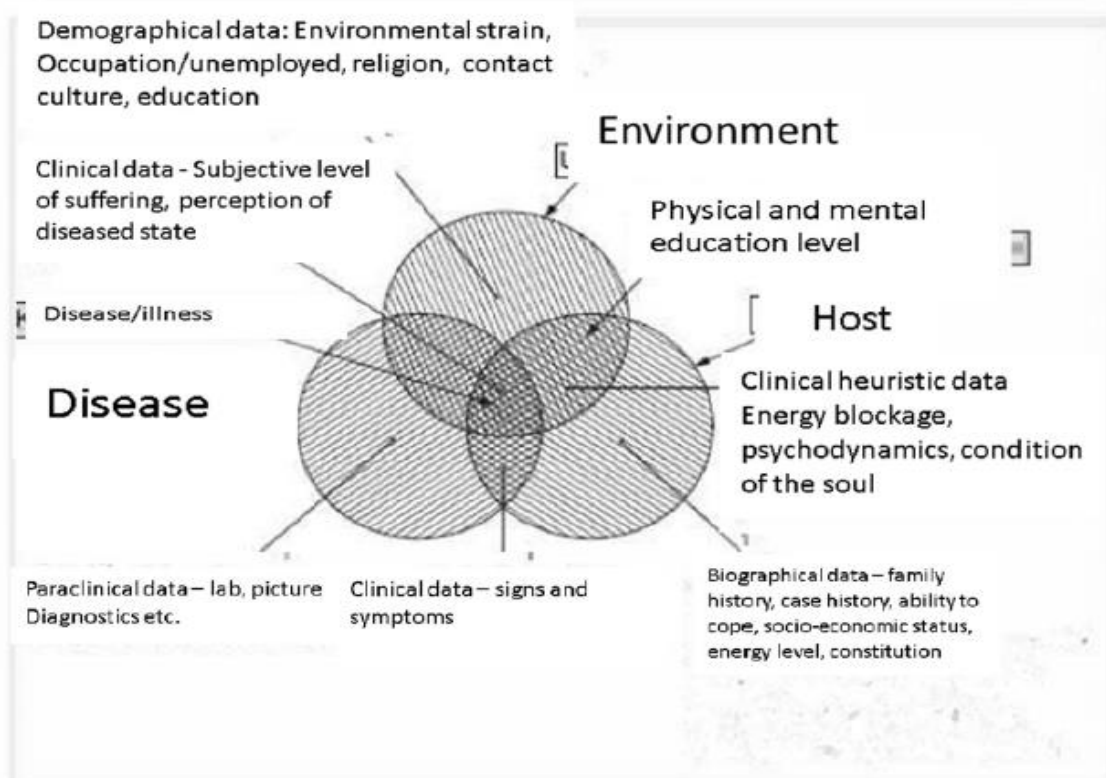 Demographical data: Environmental strain,
Occupation/unemployed, religion, contact
culture, education
Environment
Clinical data - Subjective level
of suffering, perception of
diseased state
Physical and mental
education level
Disease/illness
Host
Disease
Clinical heuristic data
Energy blockage,
psychodynamics, condition
of the soul
Paraclinical data – lab, picture
Diagnostics etc.
Clinical data – signs and
symptoms
Biographical data – family
history, case history, ability to
cope, socio-economic status,
energy level, constitution